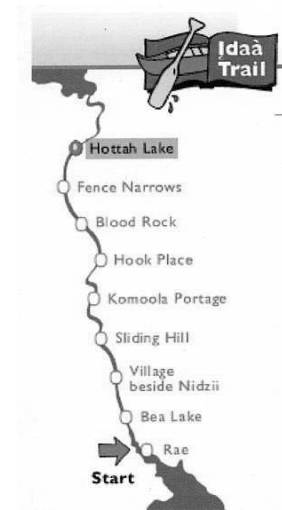 Ɂdaà
Trail
Hottah Lake
Fence Narrows
Blood Rock
Hook Place
Komoola Portage
Sliding Hill
Village
beside Nidzii
Bea Lake
Rae
Start